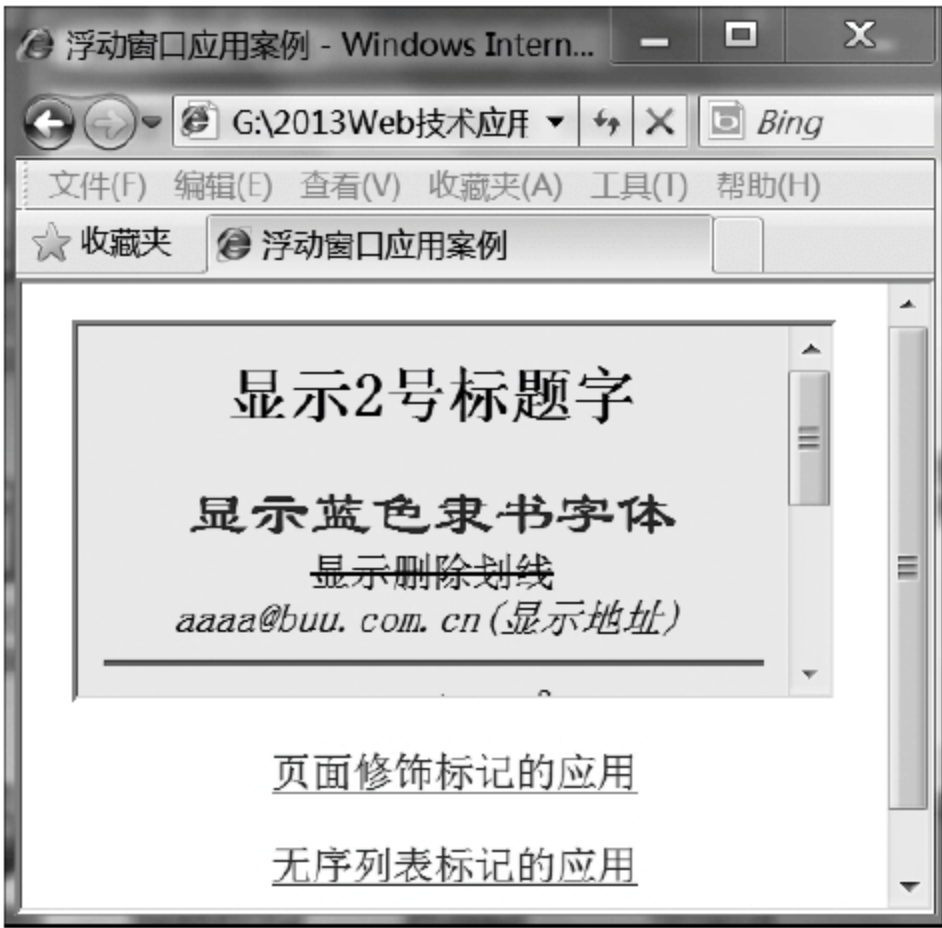 浮动窗口应用案例 - Windows Intern...
G:\2013Web技术应用 Bing
文件(F) 编辑(E) 查看(V) 收藏夹(A) 工具(T) 帮助(H)
收藏夹 浮动窗口应用案例
显示2号标题字
显示蓝色隶书字体
显示删除划线
aaaa@buu.com.cn(显示地址)
页面修饰标记的应用
无序列表标记的应用